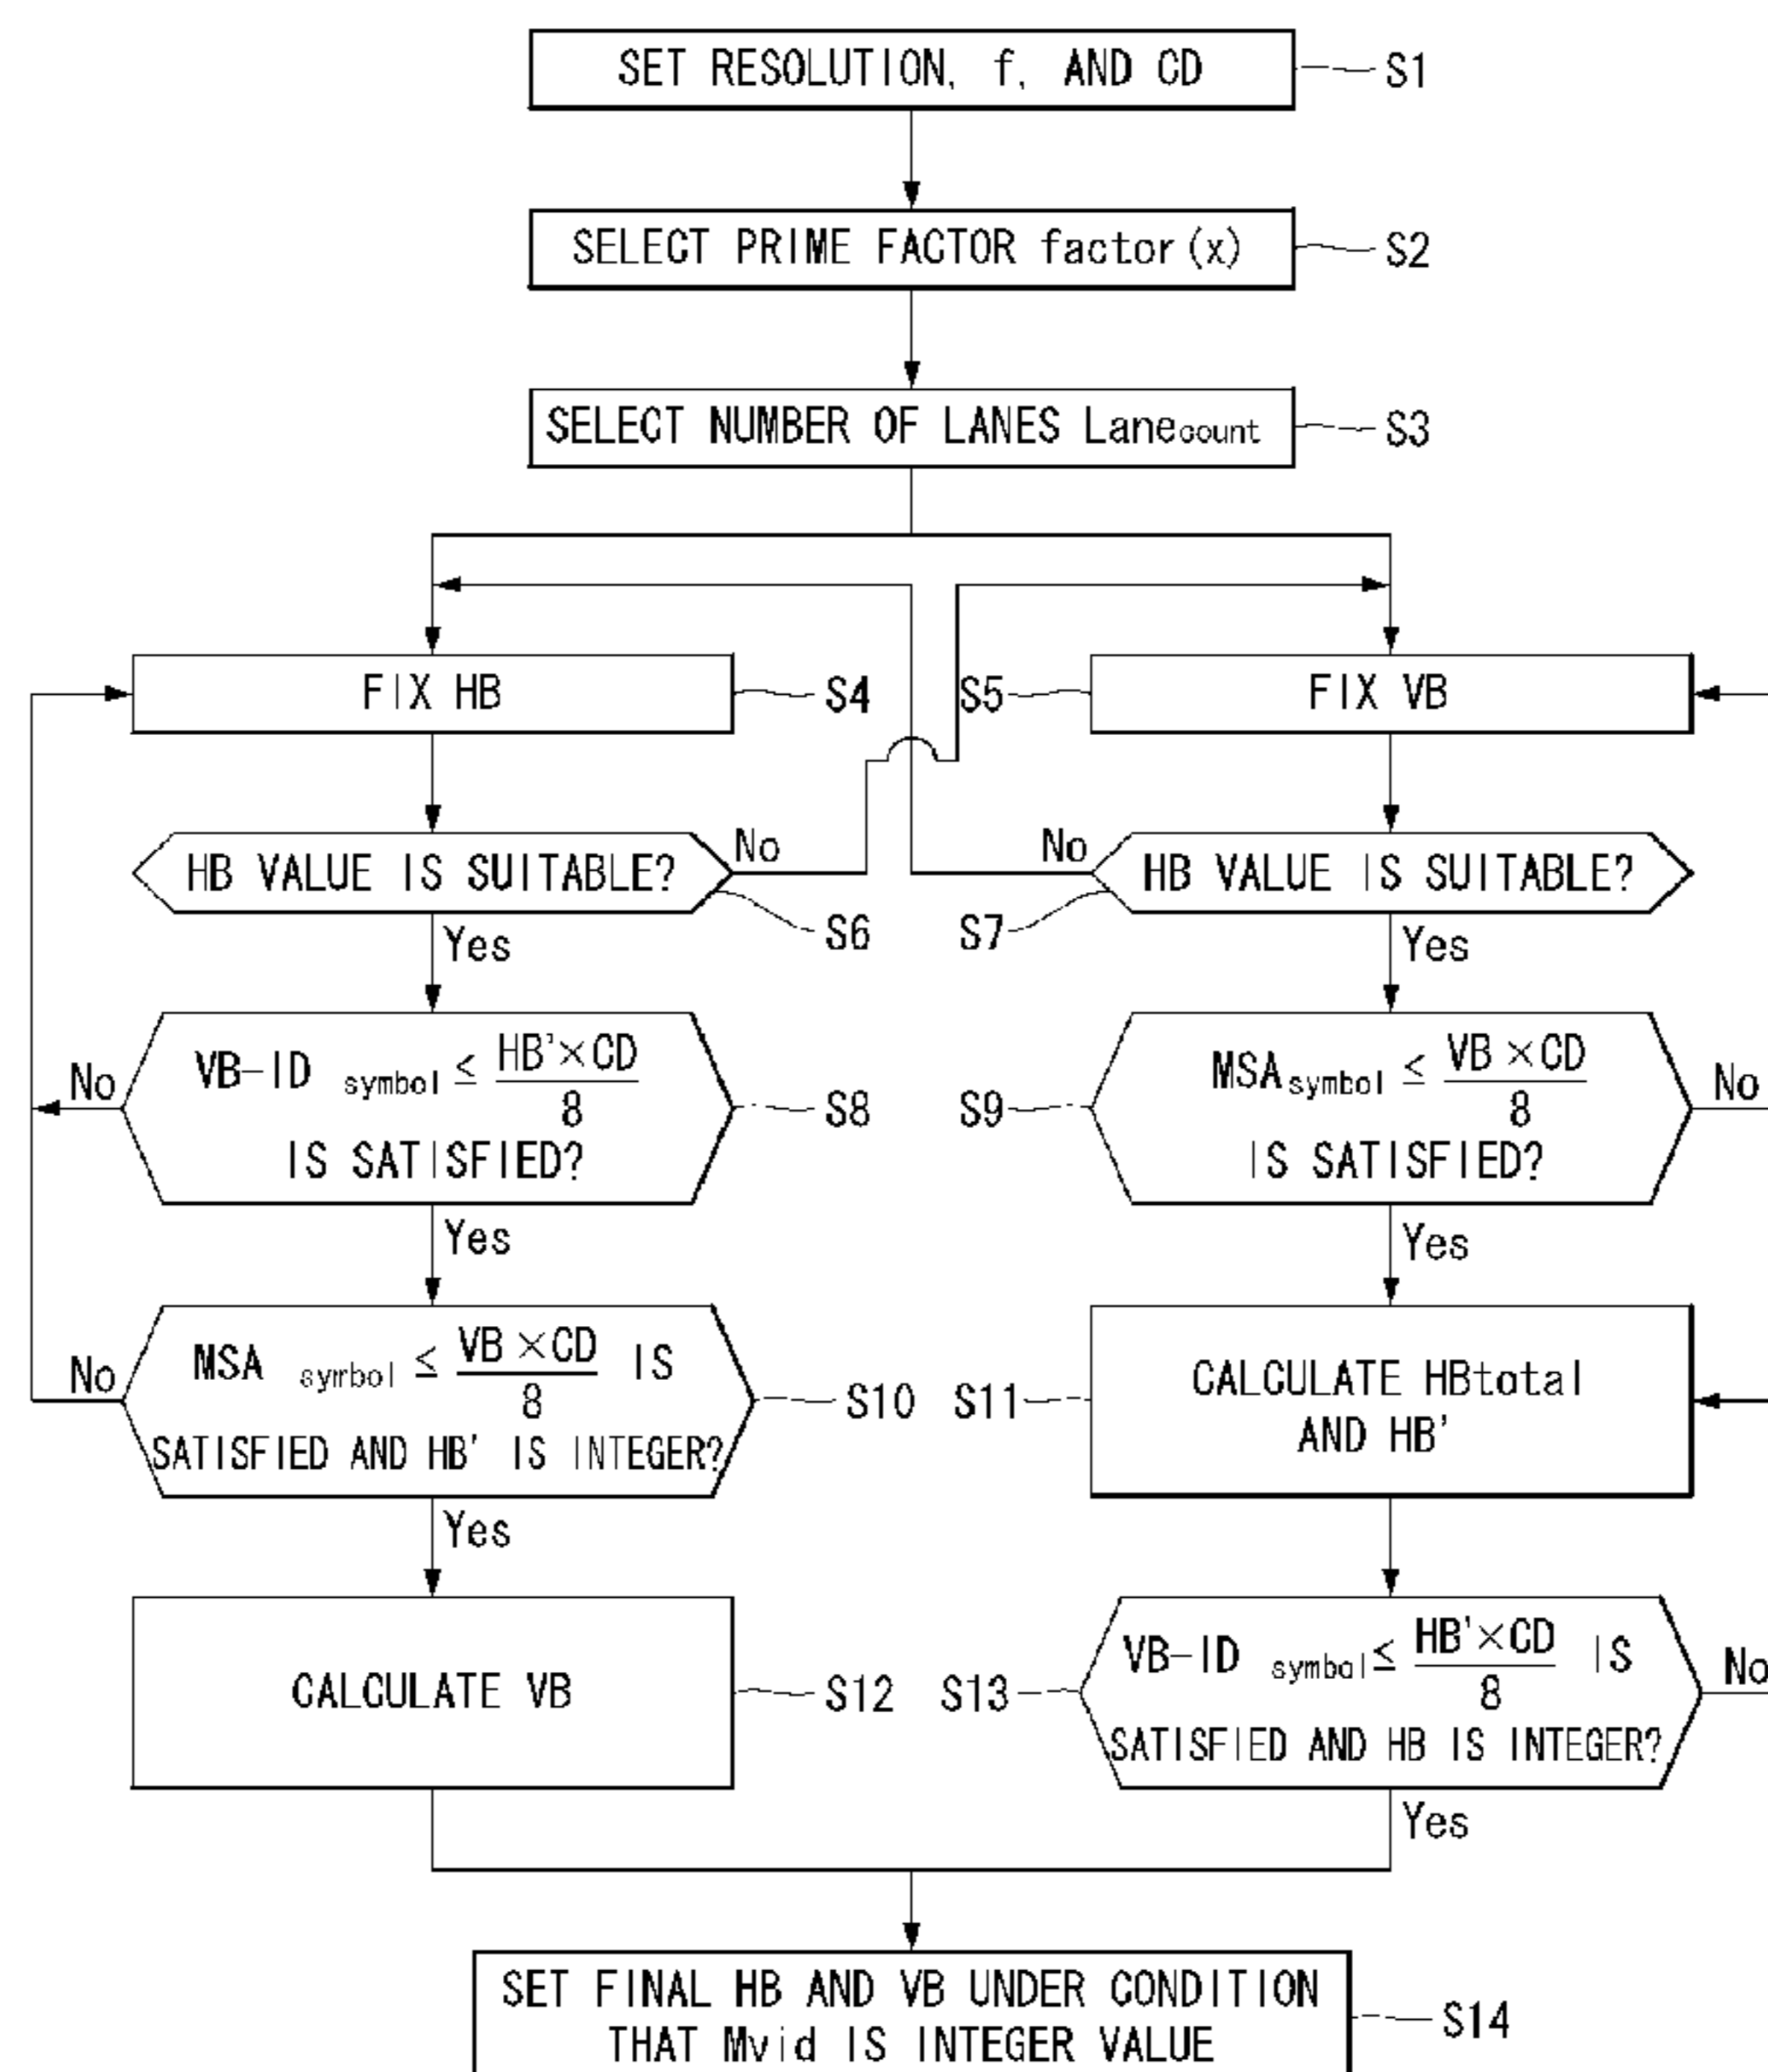 SET RESOLUTION, f, AND CD
S1
SELECT PRIME FACTOR factor(x)
S2
SELECT NUMBER OF LANES Lanecount
S3
FIX HB
S4
S5
FIX VB
HB VALUE IS SUITABLE?
No
S6
No
HB VALUE IS SUITABLE?
S7
Yes
Yes
No
VB-ID symbol ≤ HB'×CD
8
IS SATISFIED?
S8
S9
MSA symbol ≤ VB ×CD
8
IS SATISFIED?
No
Yes
Yes
No
MSA symbol ≤ VB ×CD IS
8
SATISFIED AND HB' IS INTEGER?
S10
S11
CALCULATE HBtotal
AND HB'
Yes
CALCULATE VB
S12
S13
VB-ID symbol ≤ HB'×CD IS
8
SATISFIED AND HB IS INTEGER?
No
Yes
SET FINAL HB AND VB UNDER CONDITION
THAT Mvid IS INTEGER VALUE
S14